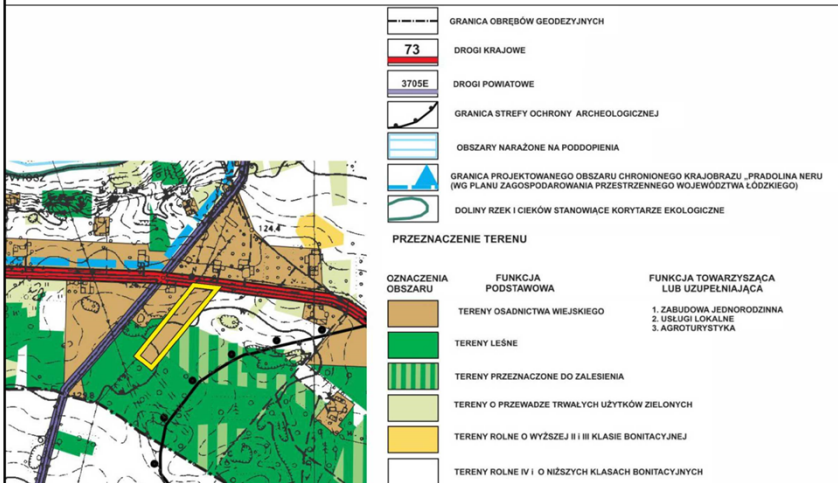 GRANICA OBRĘBÓW GEODEZYJNYCH
73
DROGI KRAJOWE
3705E
DROGI POWIATOWE
GRANICA STREFY OCHRONY ARCHEOLOGICZNEJ
OBSZARY NARAŻONE NA PODDOPIENIA
GRANICA PROJEKTOWANEGO OBSZARU CHRONIONEGO KRAJOBRAZU „PRADOLINA NERU
(WG PLANU ZAGOSPODAROWANIA PRZESTRZENNEGO WOJEWÓDZTWA ŁÓDZKIEGO)
DOLINY RZEK I CIEKÓW STANOWIĄCE KORYTARZE EKOLOGICZNE
PRZEZNACZENIE TERENU
OZNACZENIA
OBSZARU
FUNKCJA
PODSTAWOWA
FUNKCJA TOWARZYSZĄCA
LUB UZUPEŁNIAJĄCA
TERENY OSADNICTWA WIEJSKIEGO
1. ZABUDOWA JEDNORODZINNA
2. USŁUGI LOKALNE
3. AGROTURYSTYKA
TERENY LEŚNE
TERENY PRZEZNACZONE DO ZALESIENIA
TERENY O PRZEWADZE TRWAŁYCH UŻYTKÓW ZIELONYCH
TERENY ROLNE O WYŻSZEJ II i III KLASIE BONITACYJNEJ
TERENY ROLNE IV i O NIŻSZYCH KLASACH BONITACYJNYCH
124.4